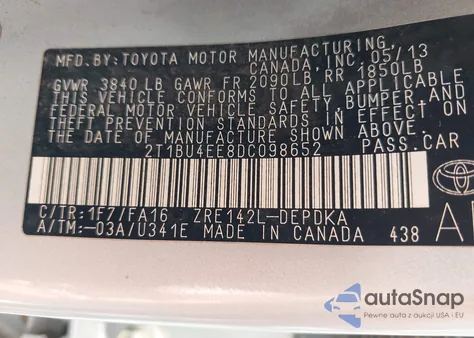 MFD.BY:TOYOTA MOTOR MANUFACTURING,
CANADA,INC.05/13
GVWR 3840LB GAWR FR 2090LB RR 1850LB
THIS VEHICLE CONFORMS TO ALL APPLICABLE
FEDERAL MOTOR VEHICLE SAFETY, BUMPER, AND
THEFT PREVENTION STANDARDS IN EFFECT ON
THE DATE OF MANUFACTURE SHOWN ABOVE.
2T1BU4EE8DC098652 PASS.CAR
C/TR:1F7/FA16 ZRE142L-DEPDKA
A/TM:-03A/U341E MADE IN CANADA 438
TOYOTA
autoSnap
Pewne auta z aukcji USA i EU